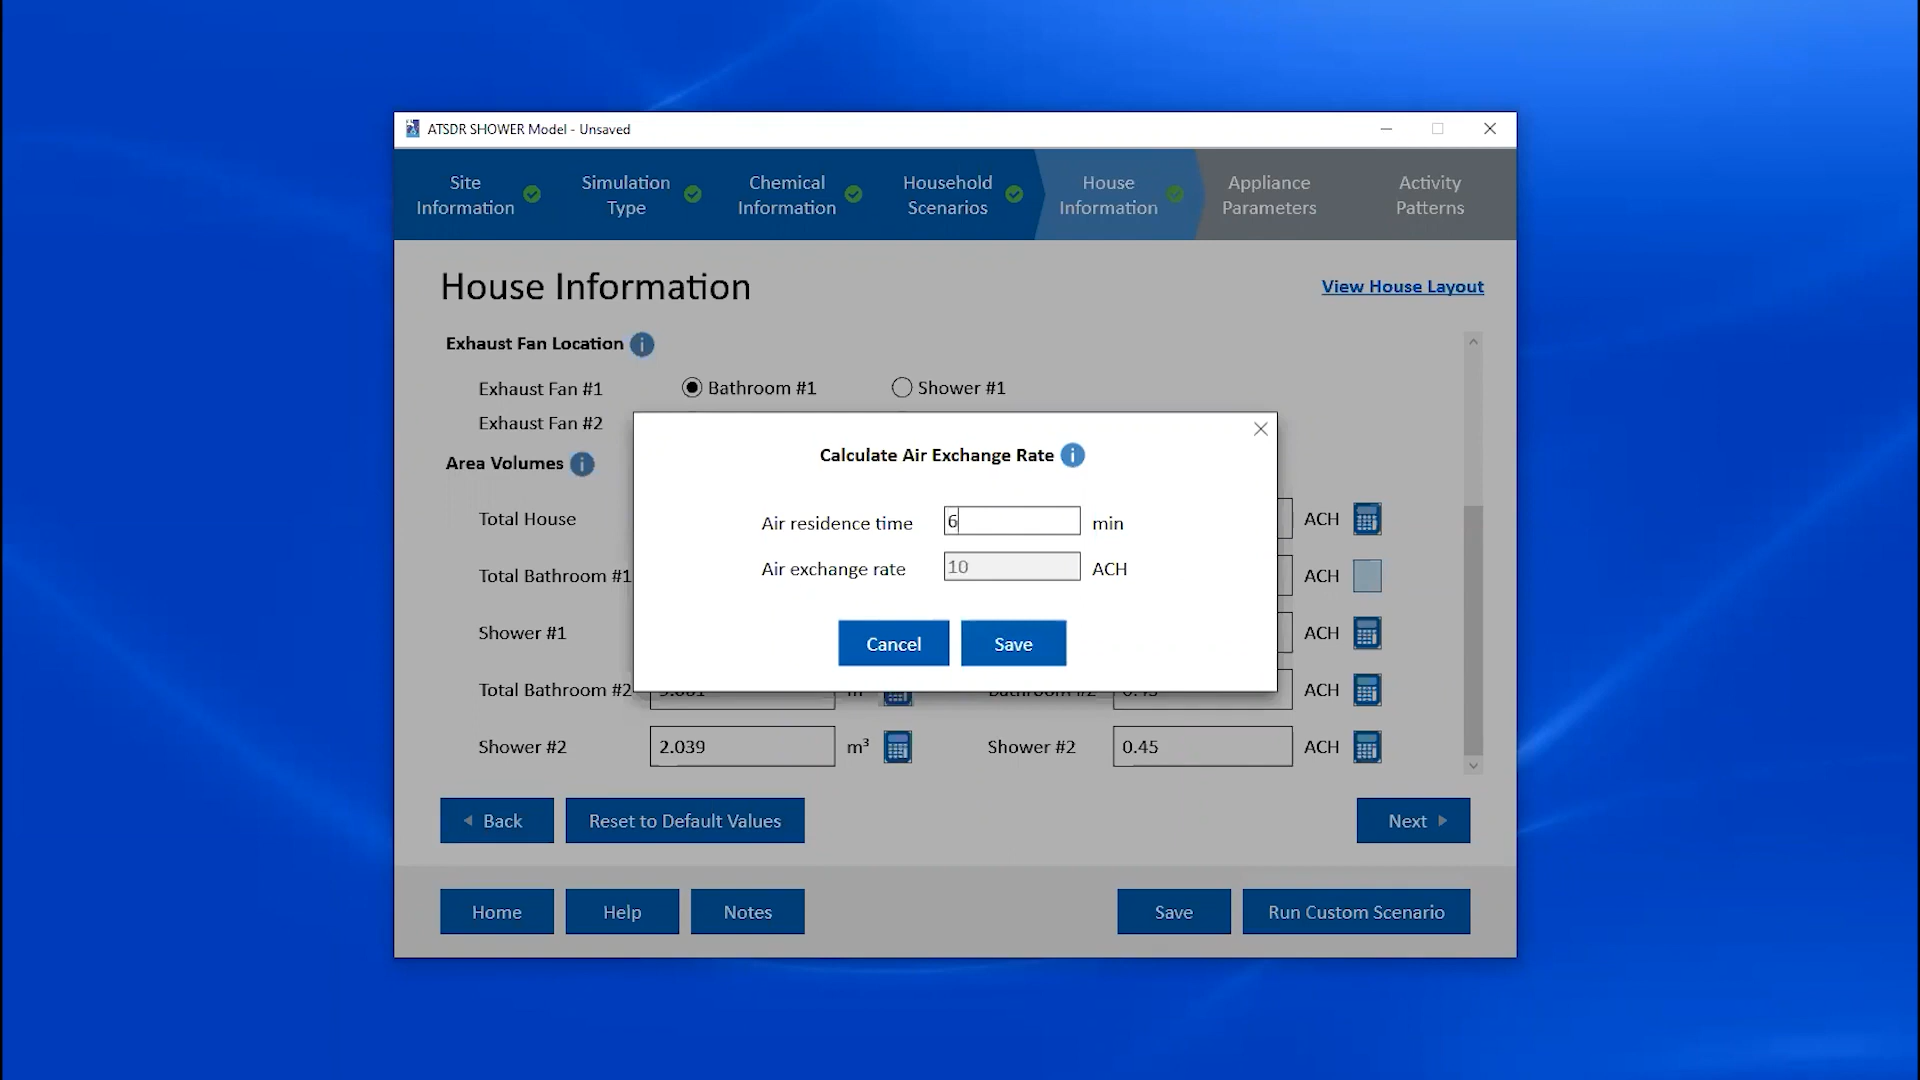 ATSDR SHOWER Model - Unsaved
Site Information
Simulation Type
Chemical Information
Household Scenarios
House Information
Appliance Parameters
Activity Patterns
House Information
View House Layout
Exhaust Fan Location i
Exhaust Fan #1 Bathroom #1 Shower #1
Exhaust Fan #2
Area Volumes i
Calculate Air Exchange Rate i
Air residence time 6 min
Air exchange rate 10 ACH
Cancel Save
Total House ACH
Total Bathroom #1 ACH
Shower #1 ACH
Total Bathroom #2 ACH
Shower #2 2.039 m³ Shower #2 0.45 ACH
Back Reset to Default Values Next
Home Help Notes Save Run Custom Scenario